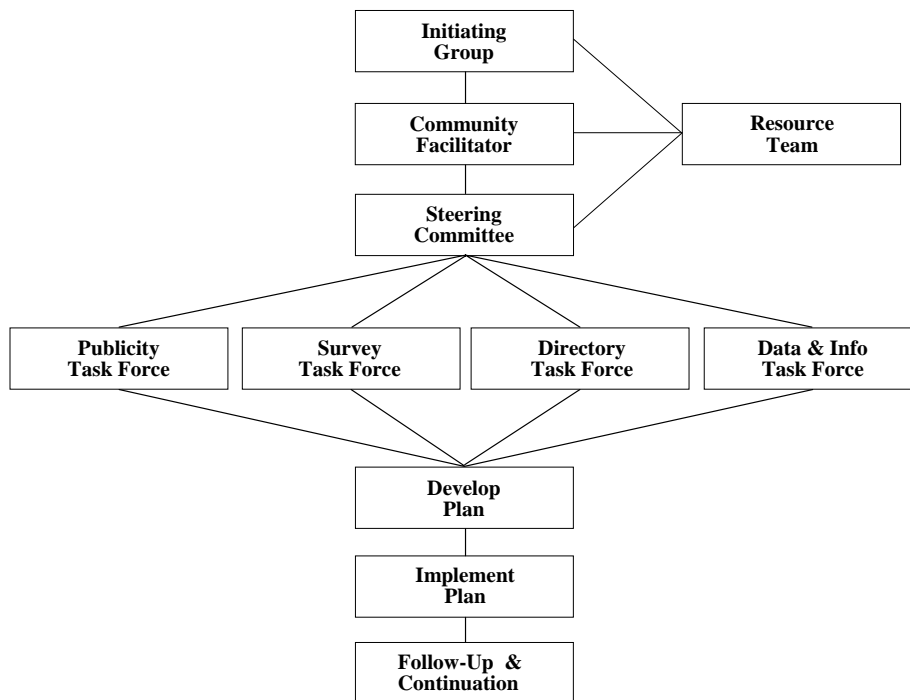 Initiating
Group
Community
Facilitator
Resource
Team
Steering
Committee
Publicity
Task Force
Survey
Task Force
Directory
Task Force
Data & Info
Task Force
Develop
Plan
Implement
Plan
Follow-Up &
Continuation